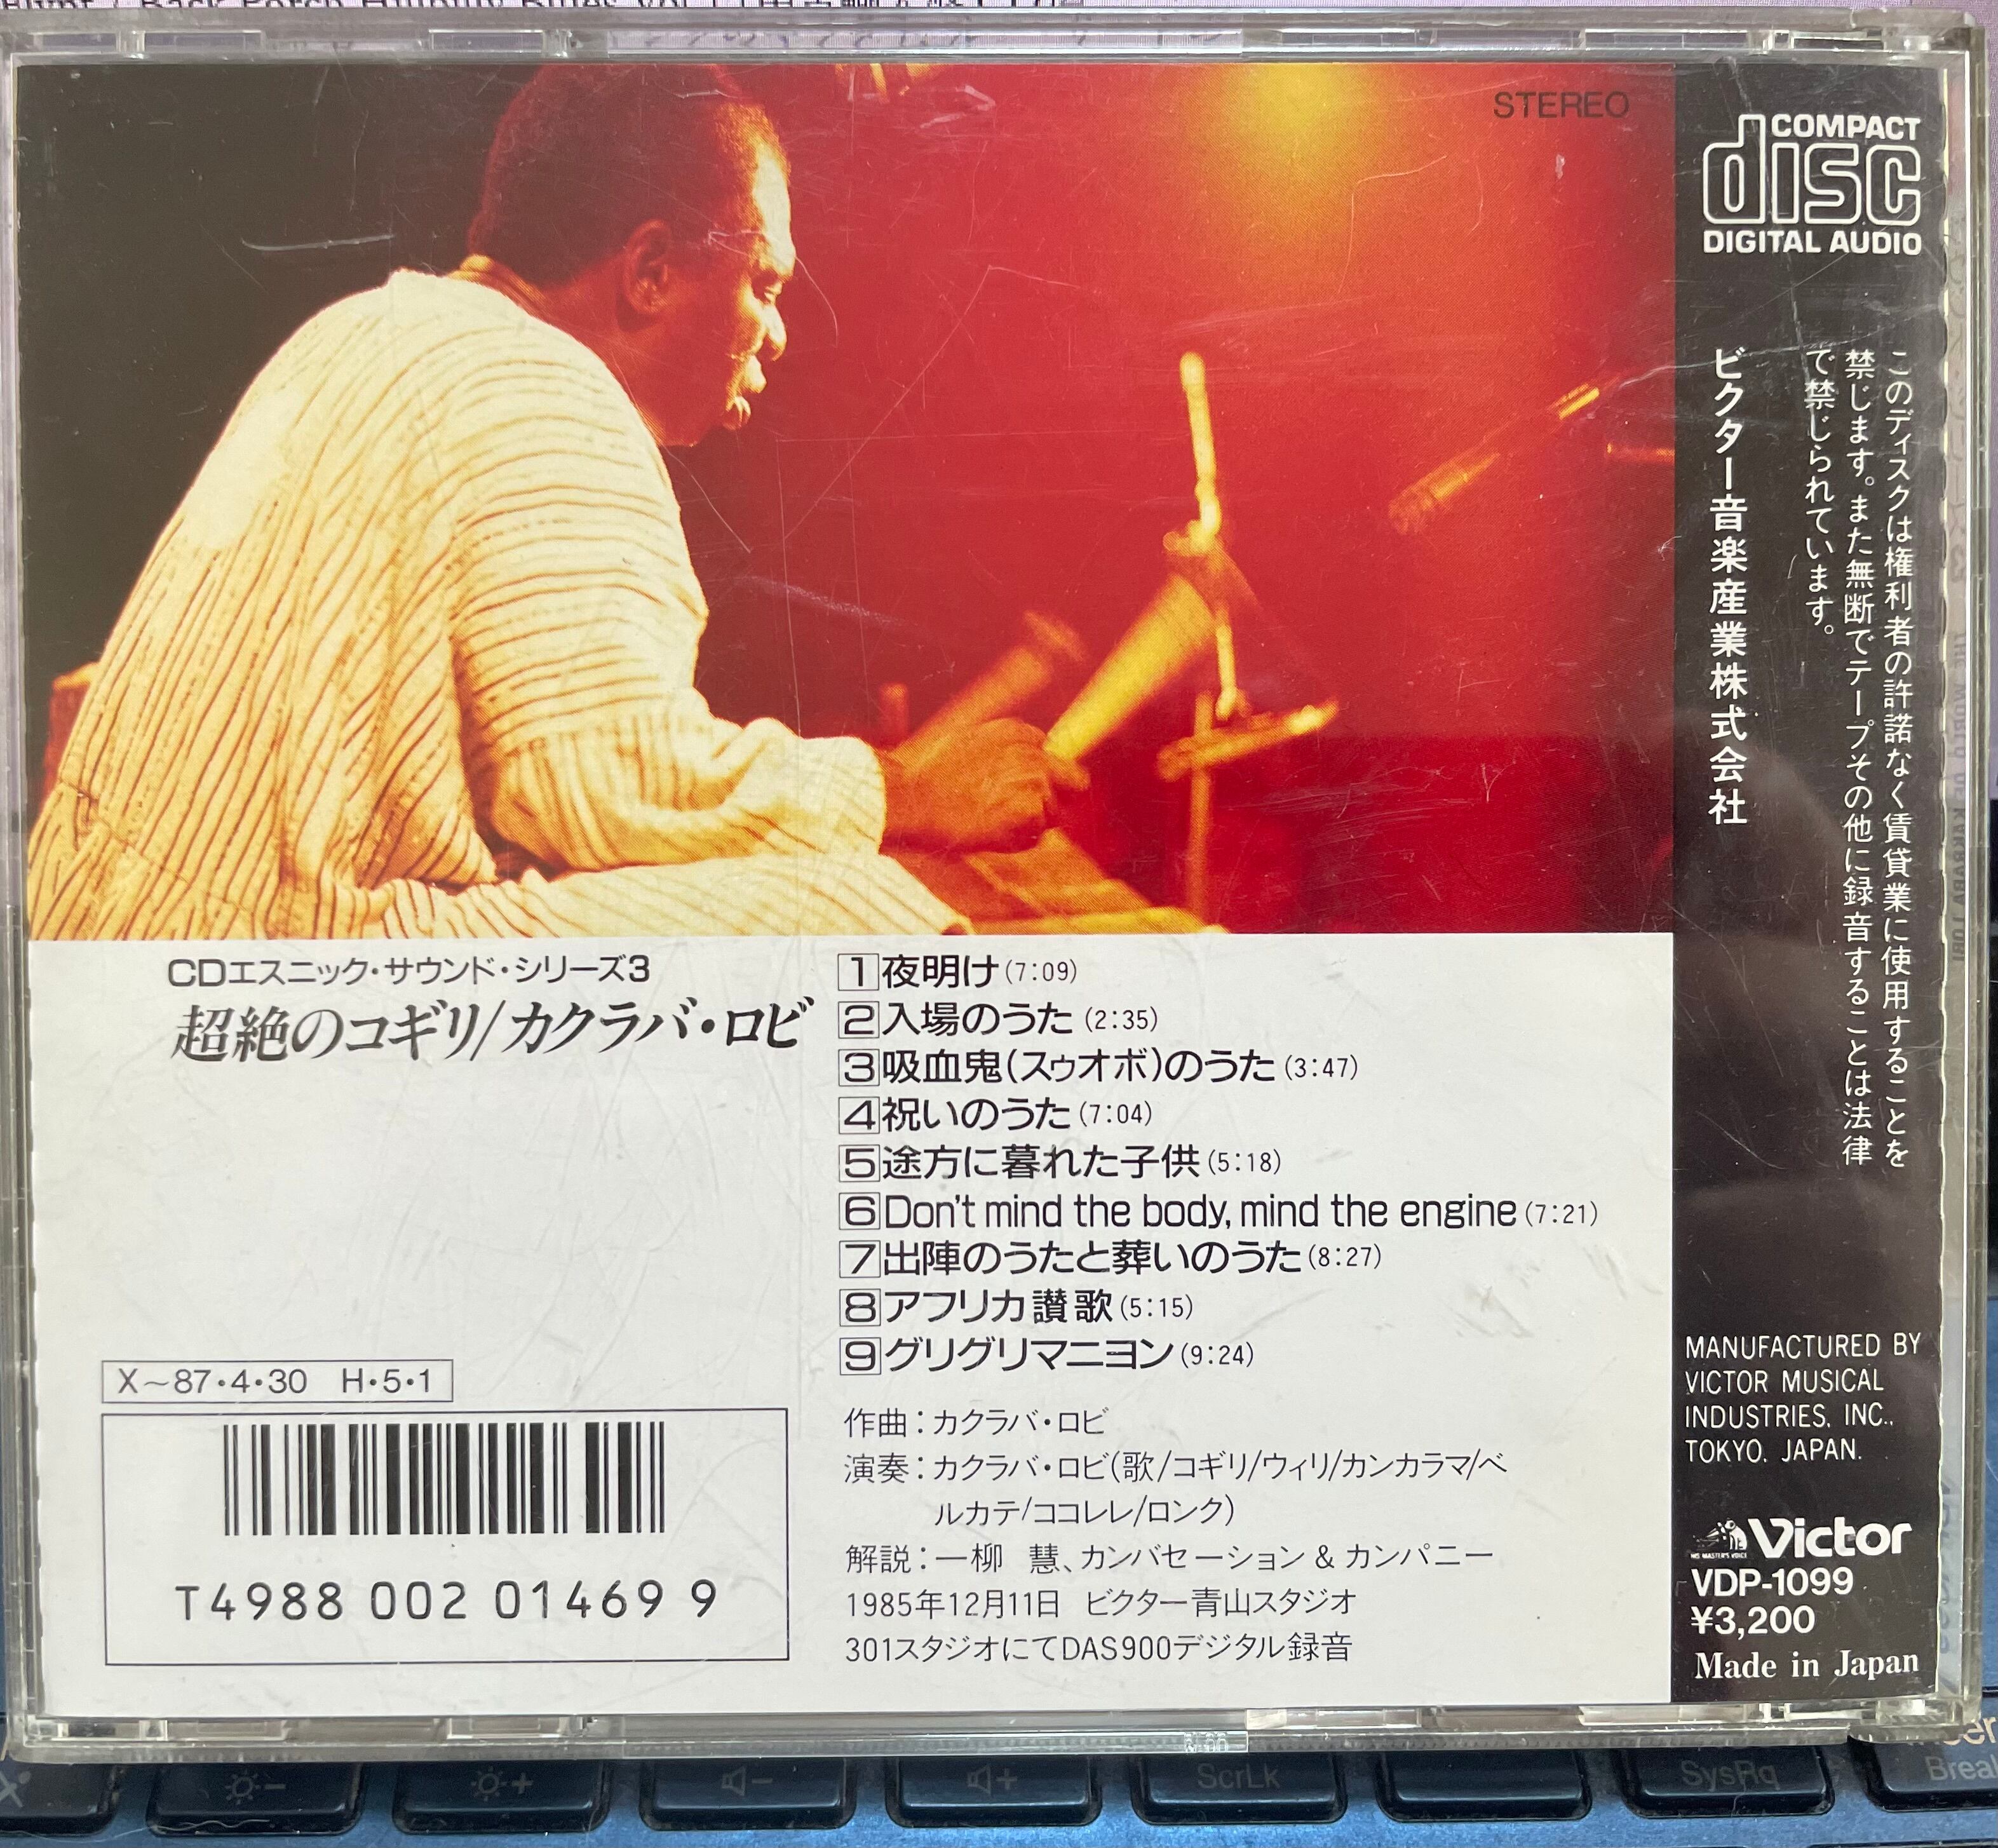 STEREO
COMPACT
disc
DIGITAL AUDIO
このディスクは権利者の許諾なく賃貸業に使用することを
禁じます。また無断でテープその他に録音することは法律
で禁じられています。
ビクター音楽産業株式会社
CDエスニック・サウンド・シリーズ3
超絶のコギリ/カクラバ・ロビ
1 夜明け(7:09)
2 入場のうた(2:35)
3 吸血鬼(スゥオボ)のうた(3:47)
4 祝いのうた(7:04)
5 途方に暮れた子供(5:18)
6 Don't mind the body, mind the engine(7:21)
7 出陣のうたと葬いのうた(8:27)
8 アフリカ讃歌(5:15)
9 グリグリマニヨン(9:24)
作曲:カクラバ・ロビ
演奏:カクラバ・ロビ(歌/コギリ/ウィリ/カンカラマ/ベ
ルカテ/ココレレ/ロンク)
解説:一柳 慧、カンバセーション & カンパニー
1985年12月11日 ビクター青山スタジオ
301スタジオにてDAS900デジタル録音
X~87・4・30 H・5・1
T4988 002 01469 9
MANUFACTURED BY
VICTOR MUSICAL
INDUSTRIES, INC.,
TOKYO, JAPAN.
HIS MASTER'S VOICE
Victor
VDP-1099
¥3,200
Made in Japan
ScrLk
SysRq
Break